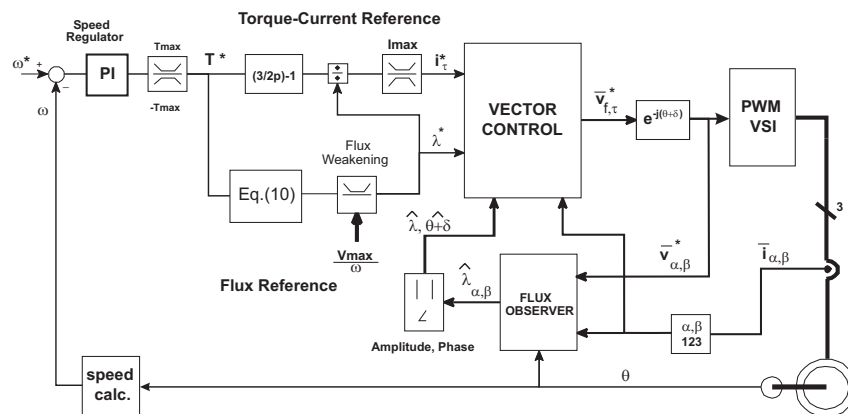 Torque-Current Reference
Speed
Regulator
Tmax
-Tmax
ω*
+
−
ω
PI
T*
(3/2p)-1
÷
Imax
i*τ
VECTOR
CONTROL
v̅*f,τ
e-j(θ+δ)
PWM
VSI
λ*
Flux
Weakening
Eq.(10)
Vmax
ω
Flux Reference
λ̂, θ̂+δ
λ̂α,β
∠
Amplitude, Phase
FLUX
OBSERVER
v̅*α,β
i̅α,β
3
α,β
123
speed
calc.
θ